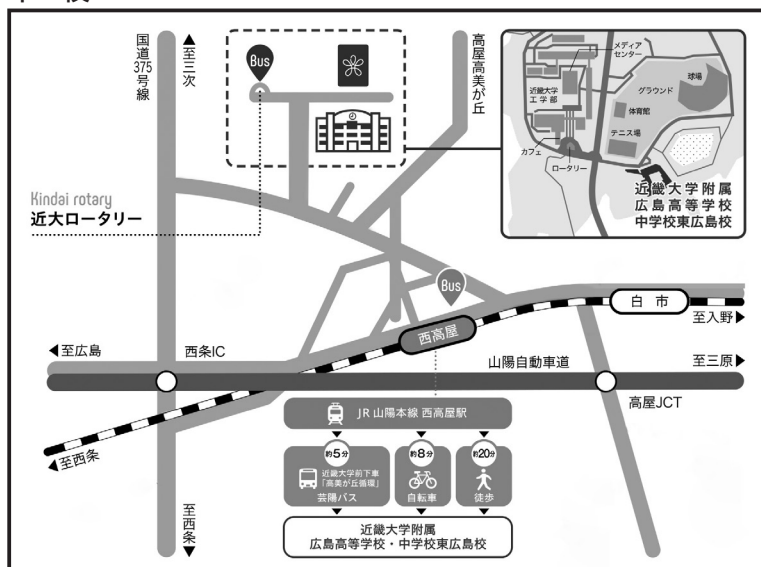 国道375号線
▲至三次
Bus
高屋高美が丘
メディア
センター
近畿大学
工学部
グラウンド
球場
体育館
テニス場
カフェ
ロータリー
近畿大学附属
広島高等学校
中学校東広島校
Kindai rotary
近大ロータリー
Bus
白市
西高屋
至入野▶
◀至広島
西条IC
山陽自動車道
至三原▶
高屋JCT
◀至西条
至西条▼
JR 山陽本線 西高屋駅
約5分
約8分
約20分
近畿大学前下車
「高美が丘循環」
芸陽バス
自転車
徒歩
近畿大学附属
広島高等学校・中学校東広島校